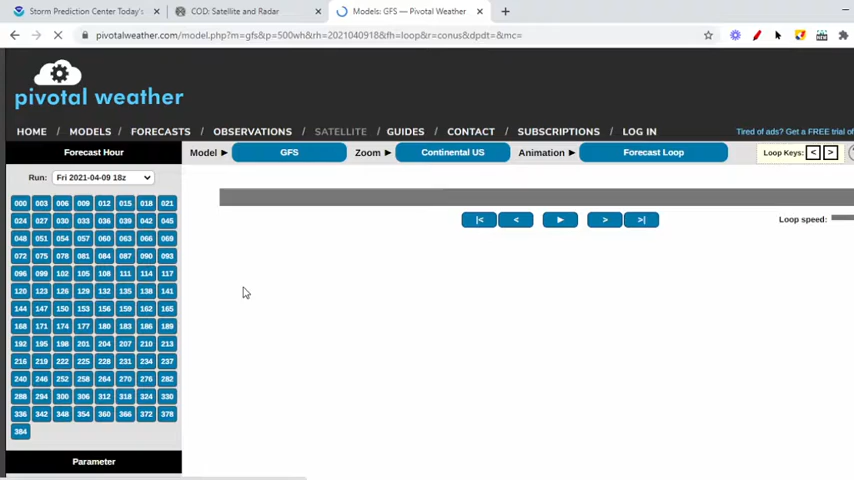 Storm Prediction Center Today's × COD: Satellite and Radar × Models: GFS — Pivotal Weather × +
pivotalweather.com/model.php?m=gfs&p=500wh&rh=2021040918&fh=loop&r=conus&dpdt=&mc=
pivotal weather
HOME / MODELS / FORECASTS / OBSERVATIONS / SATELLITE / GUIDES / CONTACT / SUBSCRIPTIONS / LOG IN Tired of ads? Get a FREE trial of
Forecast Hour Model ▶ GFS Zoom ▶ Continental US Animation ▶ Forecast Loop Loop Keys: < >
Run: Fri 2021-04-09 18z
000 003 006 009 012 015 018 021
024 027 030 033 036 039 042 045
|< < ▶ > >| Loop speed:
048 051 054 057 060 063 066 069
072 075 078 081 084 087 090 093
096 099 102 105 108 111 114 117
120 123 126 129 132 135 138 141
144 147 150 153 156 159 162 165
168 171 174 177 180 183 186 189
192 195 198 201 204 207 210 213
216 219 222 225 228 231 234 237
240 246 252 258 264 270 276 282
288 294 300 306 312 318 324 330
336 342 348 354 360 366 372 378
384
Parameter